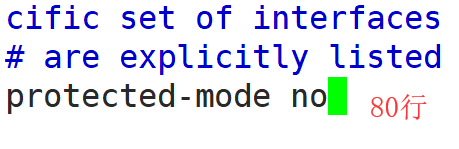 cific set of interfaces
# are explicitly listed
protected-mode no
80行